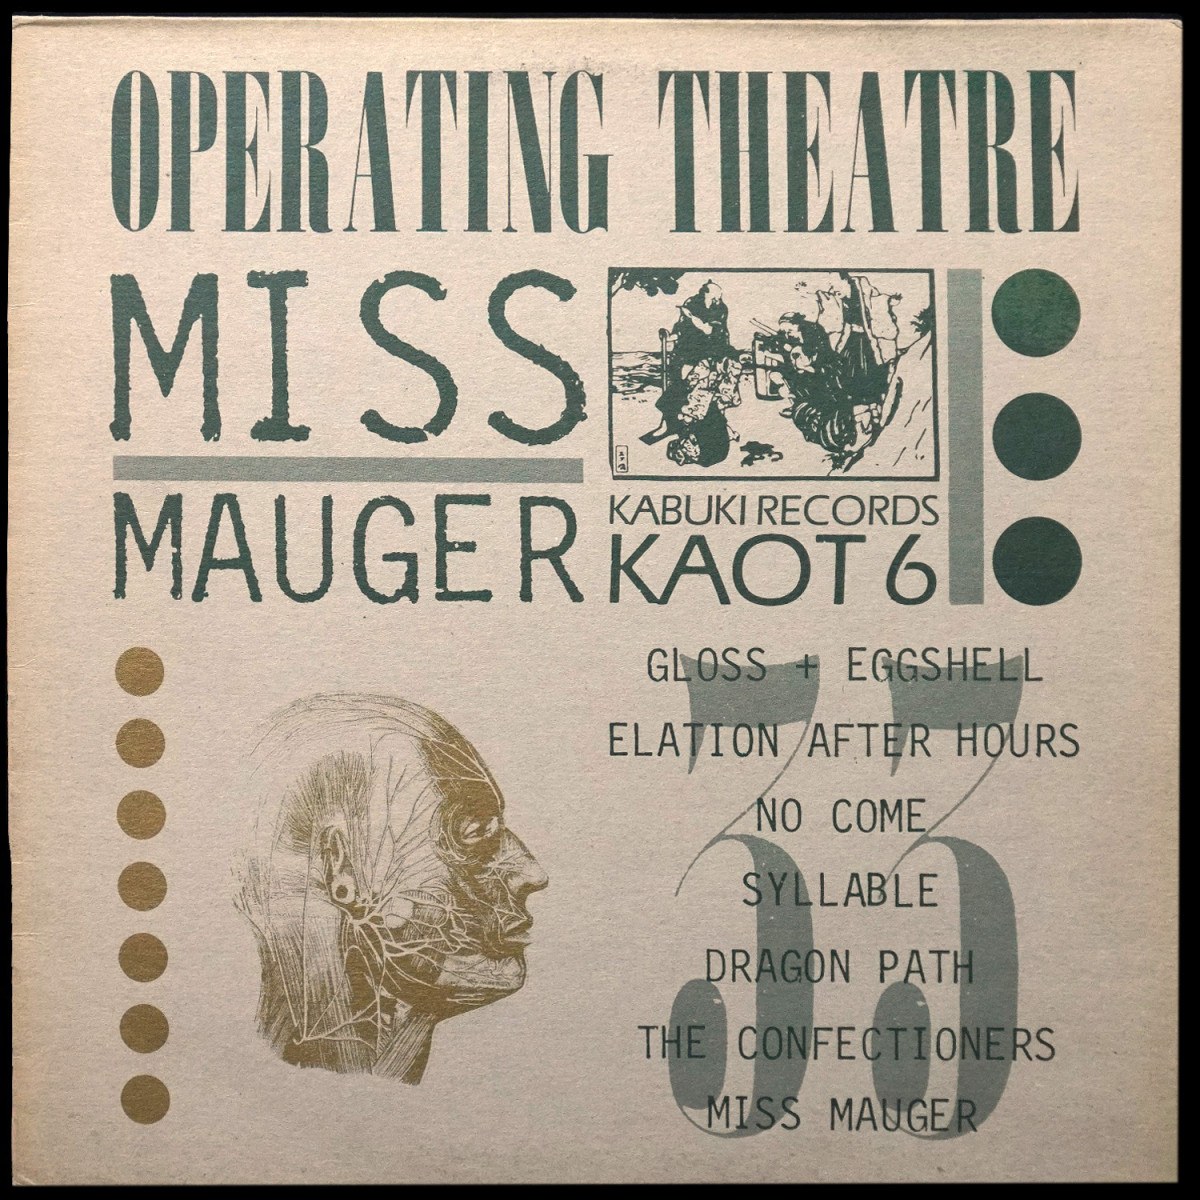 OPERATING THEATRE
MISS
MAUGER
KABUKI RECORDS
KAOT 6
33
GLOSS + EGGSHELL
ELATION AFTER HOURS
NO COME
SYLLABLE
DRAGON PATH
THE CONFECTIONERS
MISS MAUGER